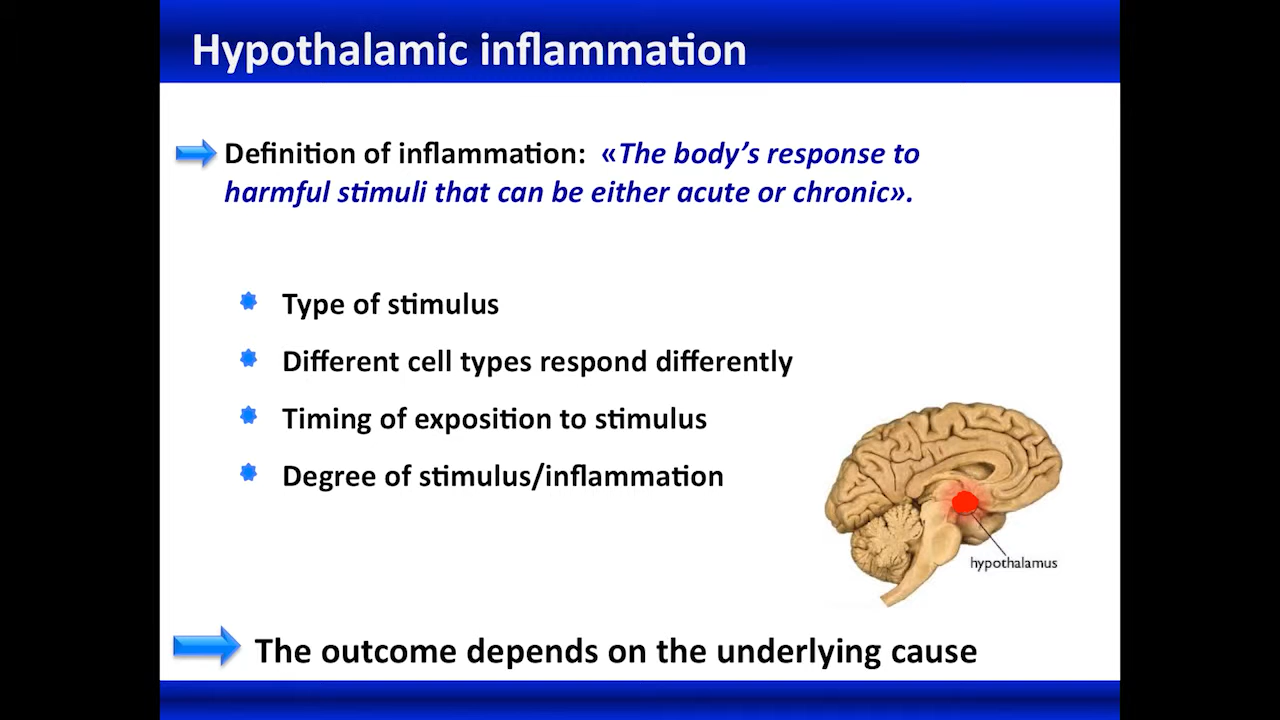 Hypothalamic inflammation
Definition of inflammation: «The body's response to
harmful stimuli that can be either acute or chronic».
Type of stimulus
Different cell types respond differently
Timing of exposition to stimulus
Degree of stimulus/inflammation
hypothalamus
The outcome depends on the underlying cause